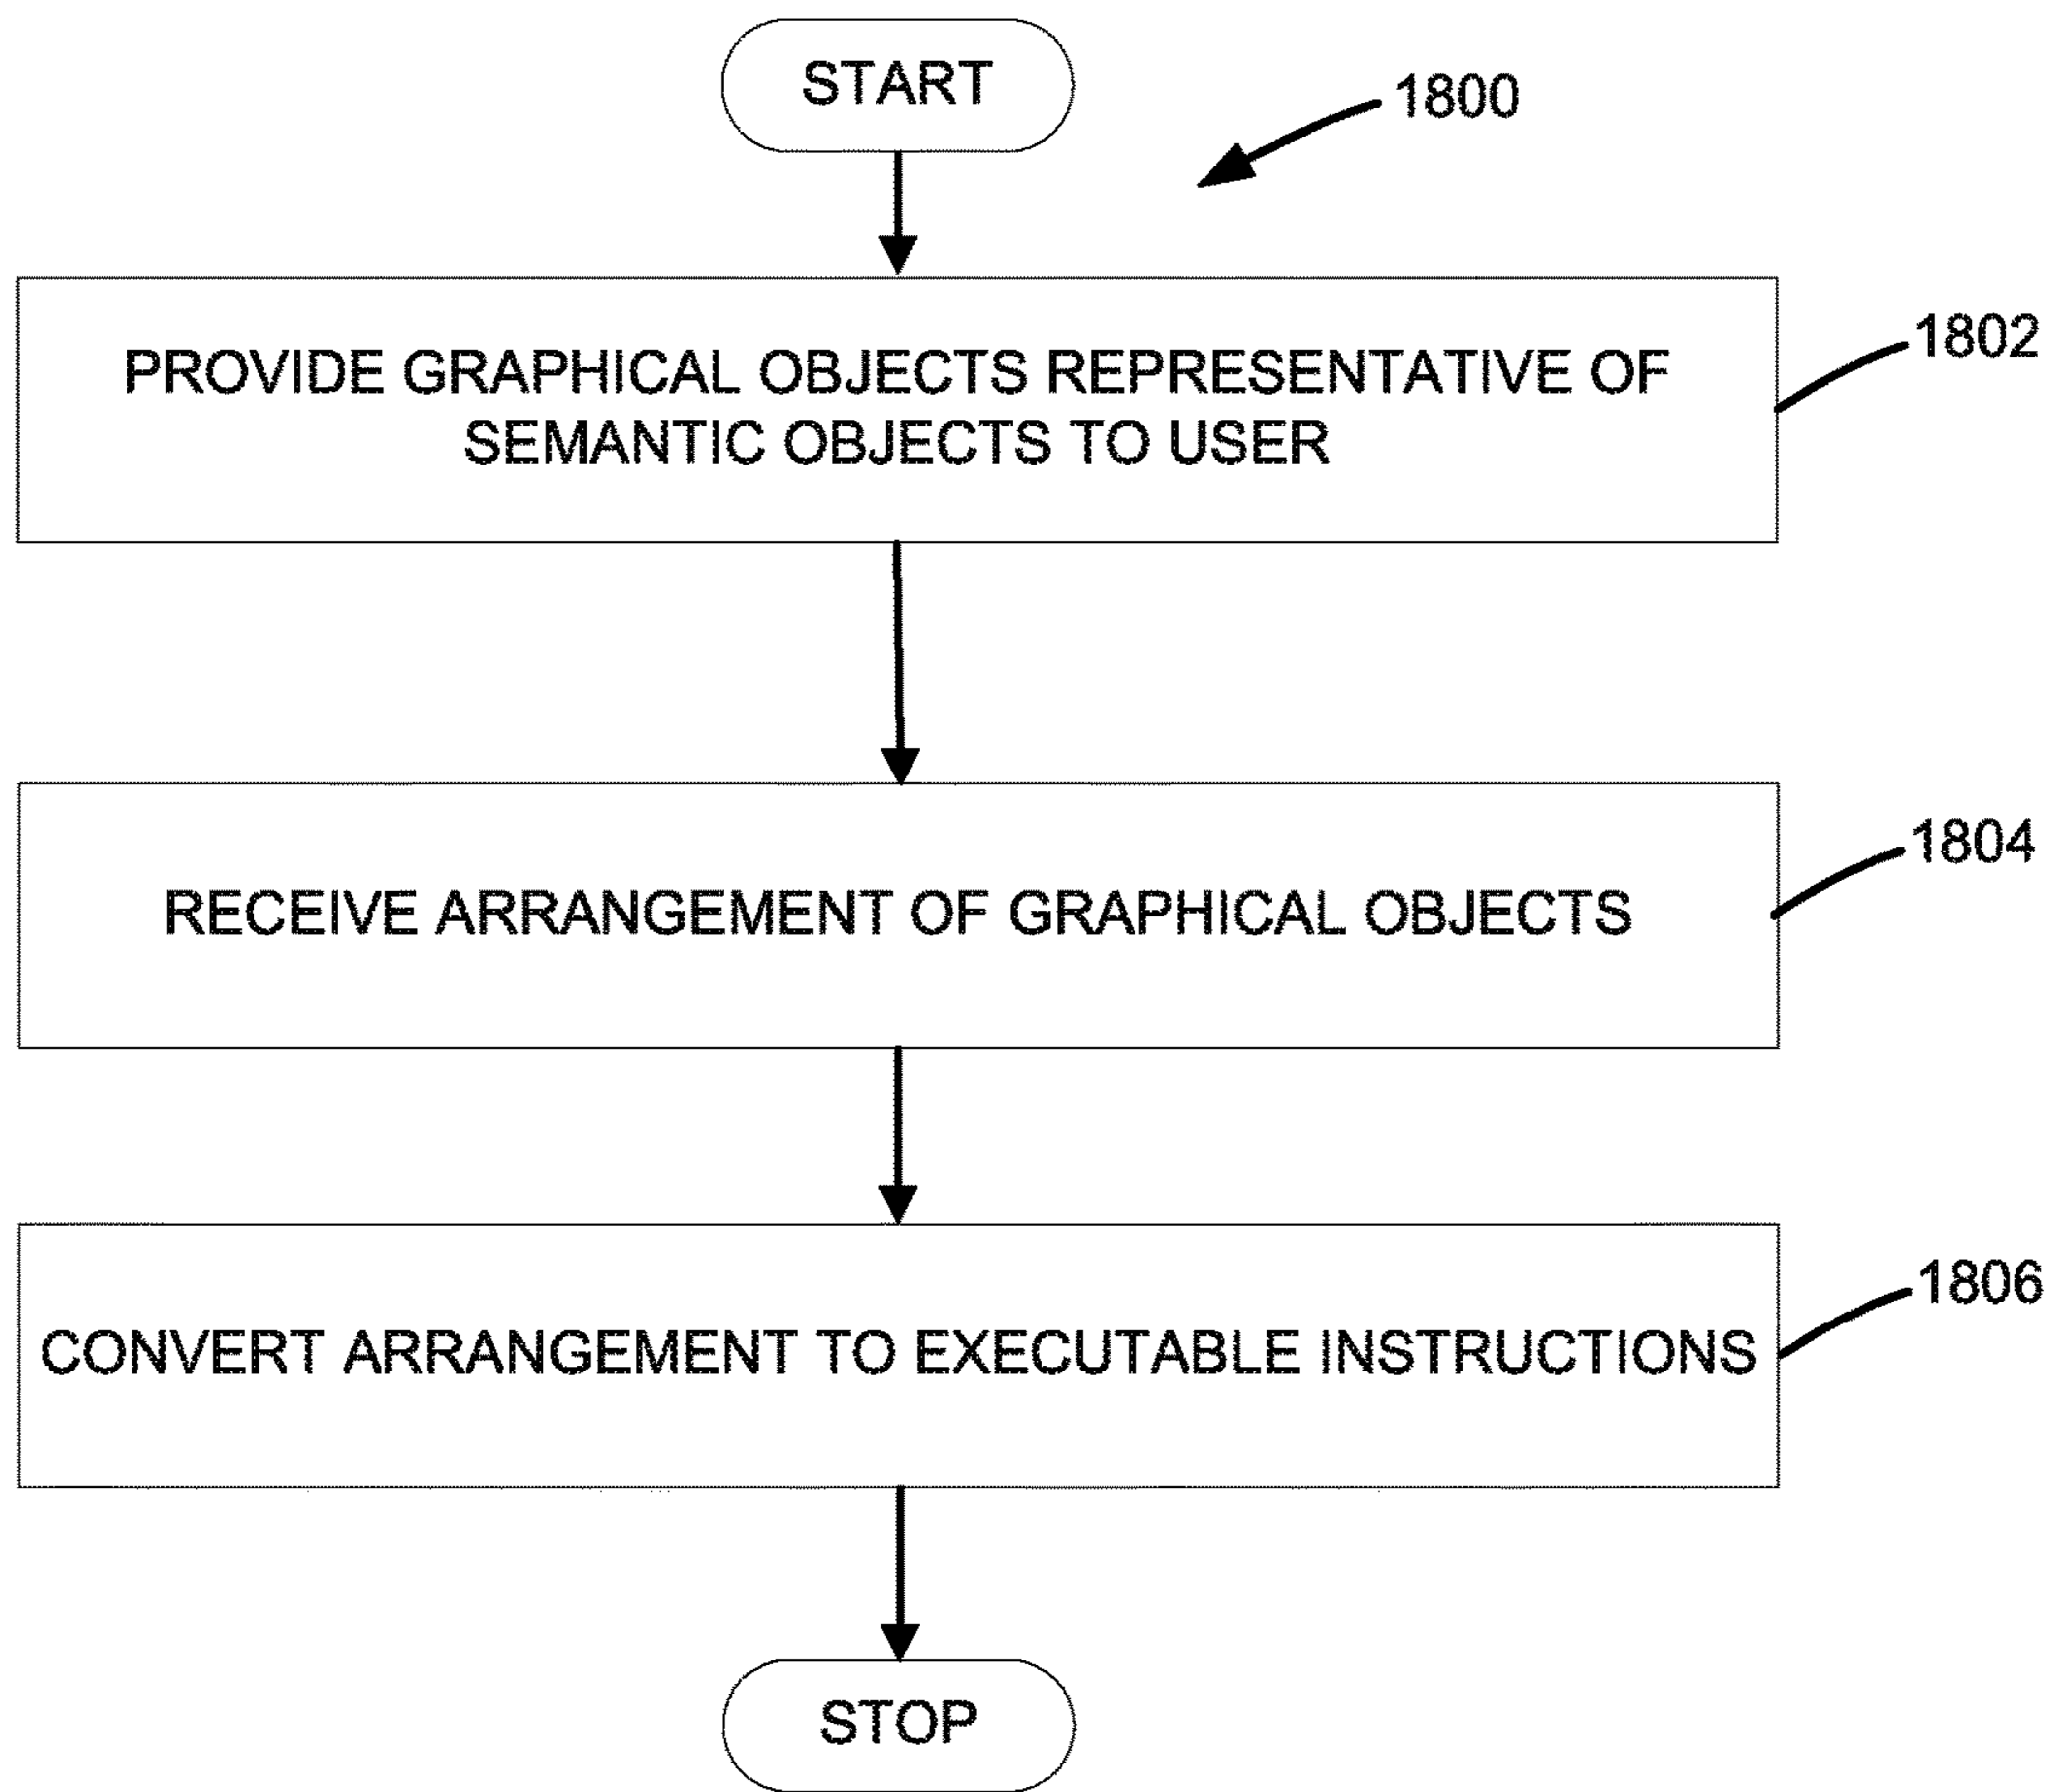 START
1800
PROVIDE GRAPHICAL OBJECTS REPRESENTATIVE OF
SEMANTIC OBJECTS TO USER
1802
RECEIVE ARRANGEMENT OF GRAPHICAL OBJECTS
1804
CONVERT ARRANGEMENT TO EXECUTABLE INSTRUCTIONS
1806
STOP